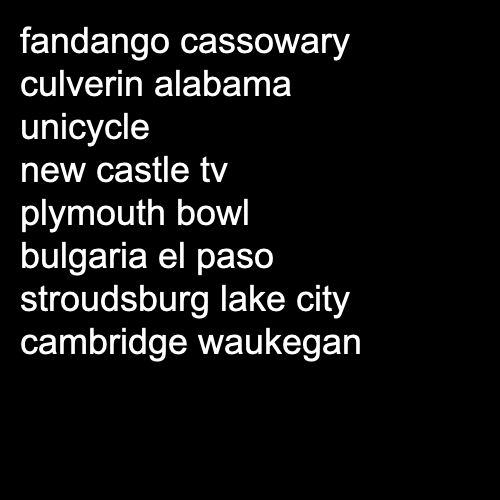 fandango cassowary
culverin alabama
unicycle
new castle tv
plymouth bowl
bulgaria el paso
stroudsburg lake city
cambridge waukegan